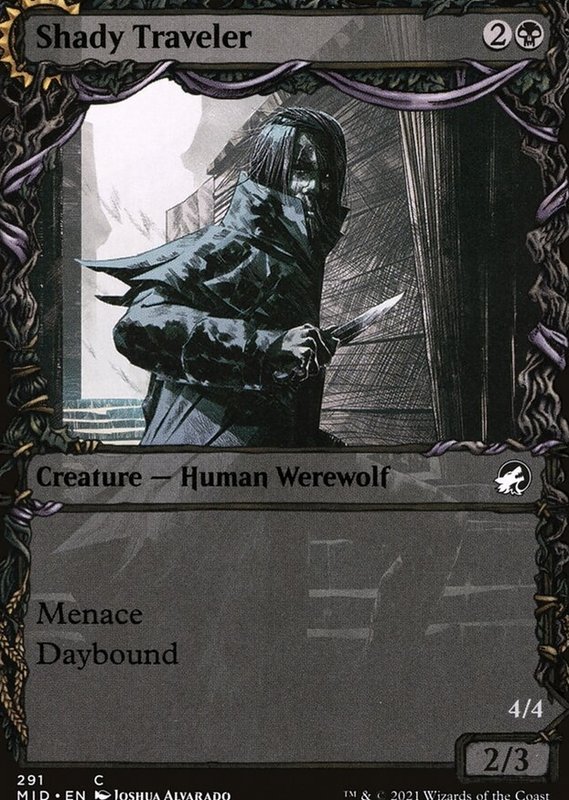 Shady Traveler 2
Creature — Human Werewolf
Menace
Daybound
4/4
2/3
291 C
MID • EN Joshua Alvarado
™ & © 2021 Wizards of the Coast